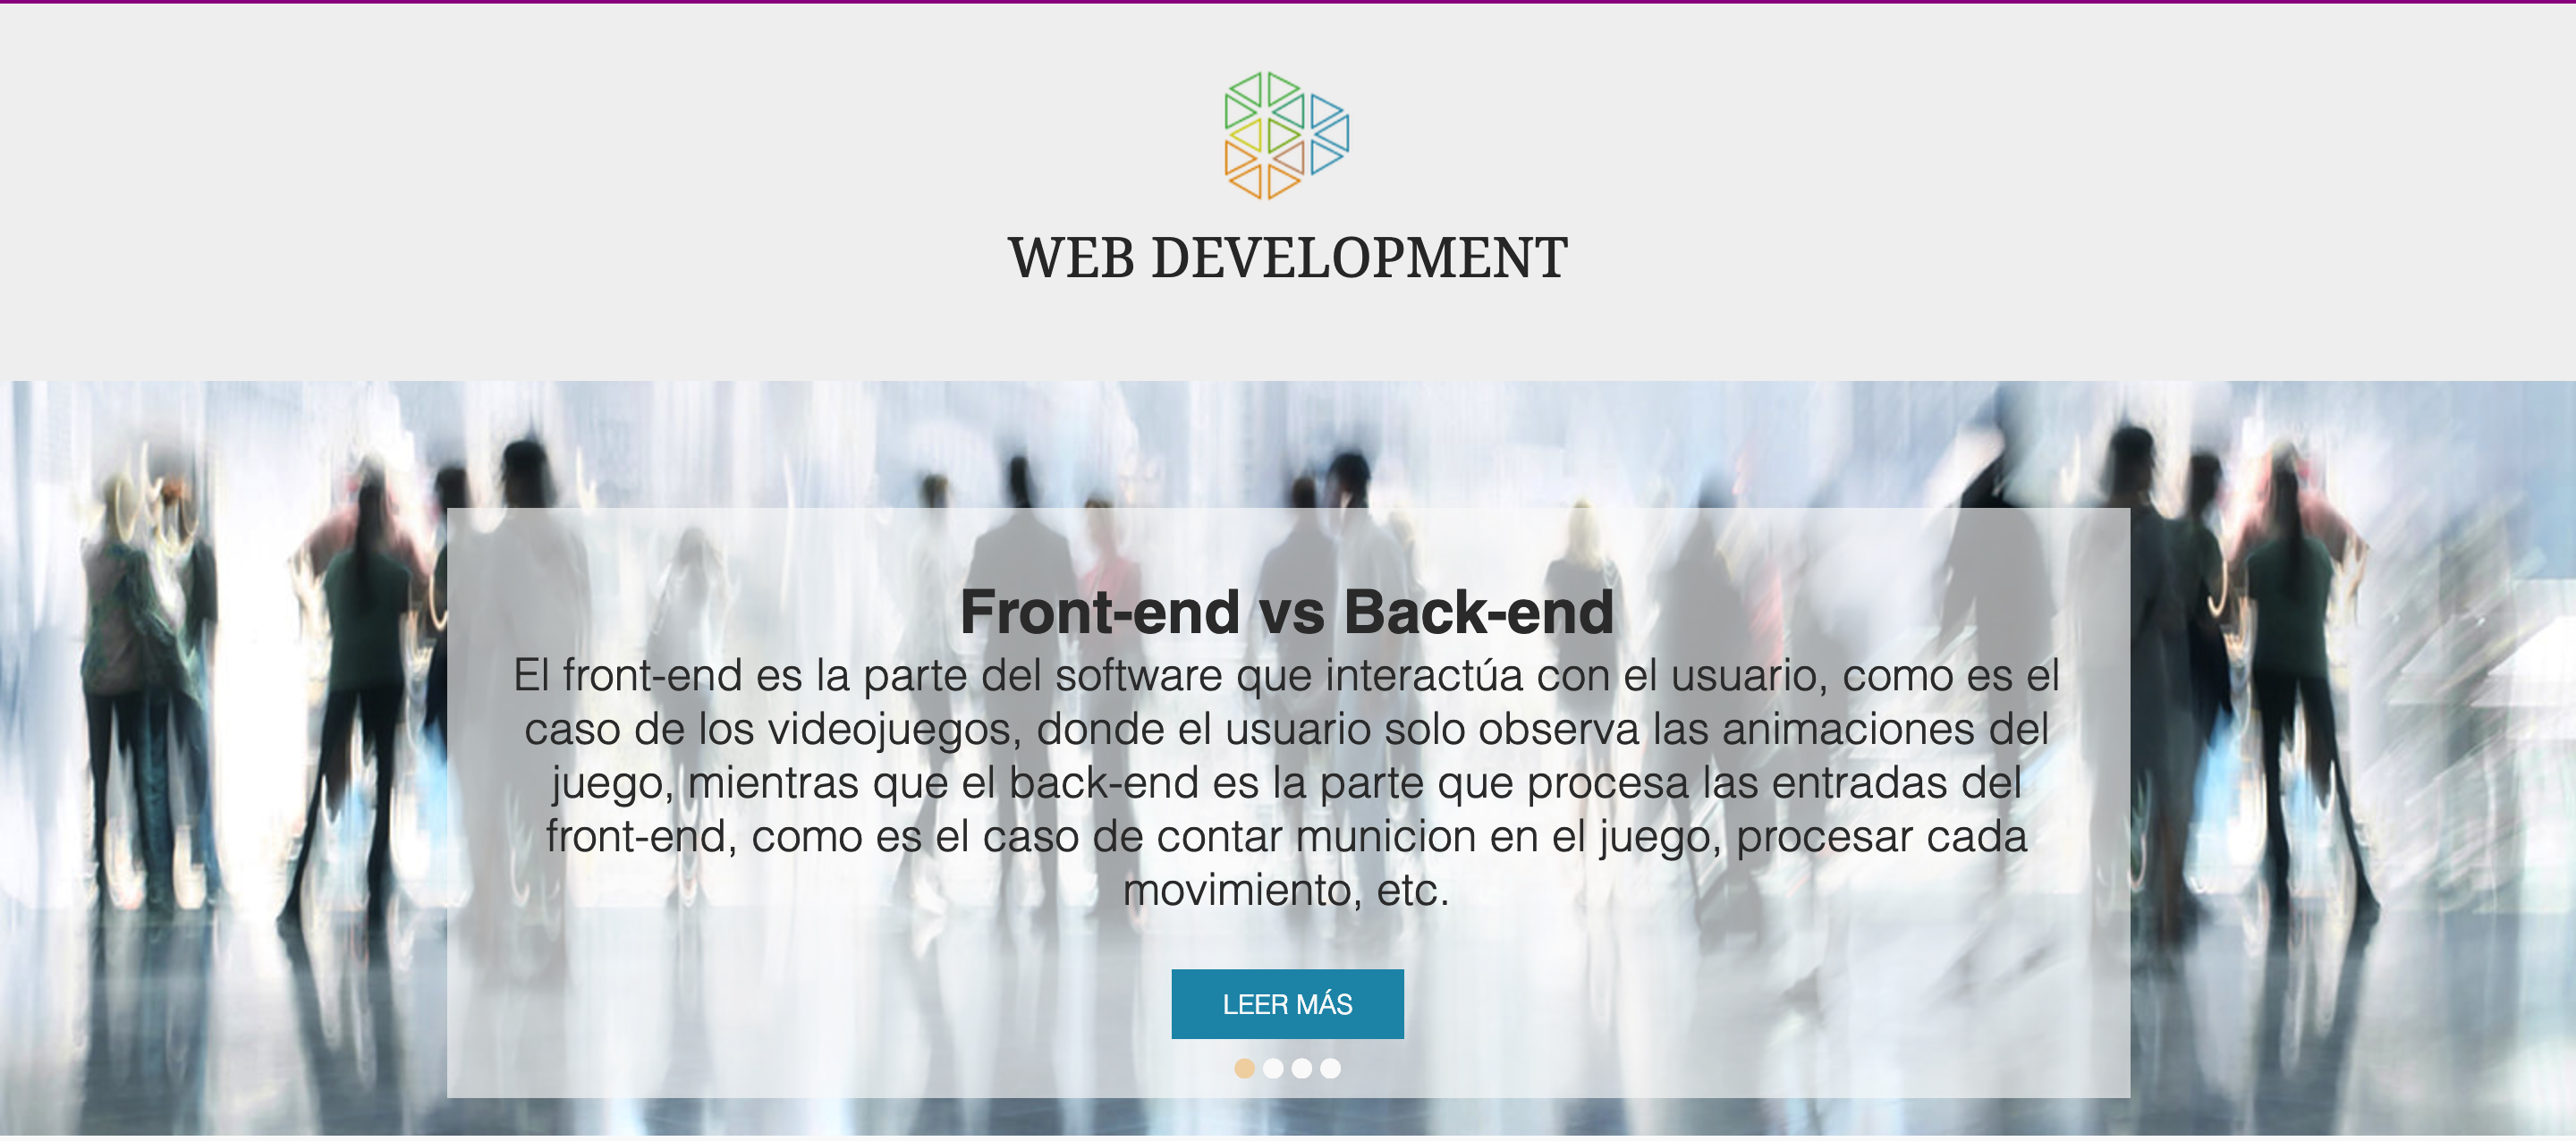 WEB DEVELOPMENT
Front-end vs Back-end
El front-end es la parte del software que interactúa con el usuario, como es el
caso de los videojuegos, donde el usuario solo observa las animaciones del
juego, mientras que el back-end es la parte que procesa las entradas del
front-end, como es el caso de contar municion en el juego, procesar cada
movimiento, etc.
LEER MÁS